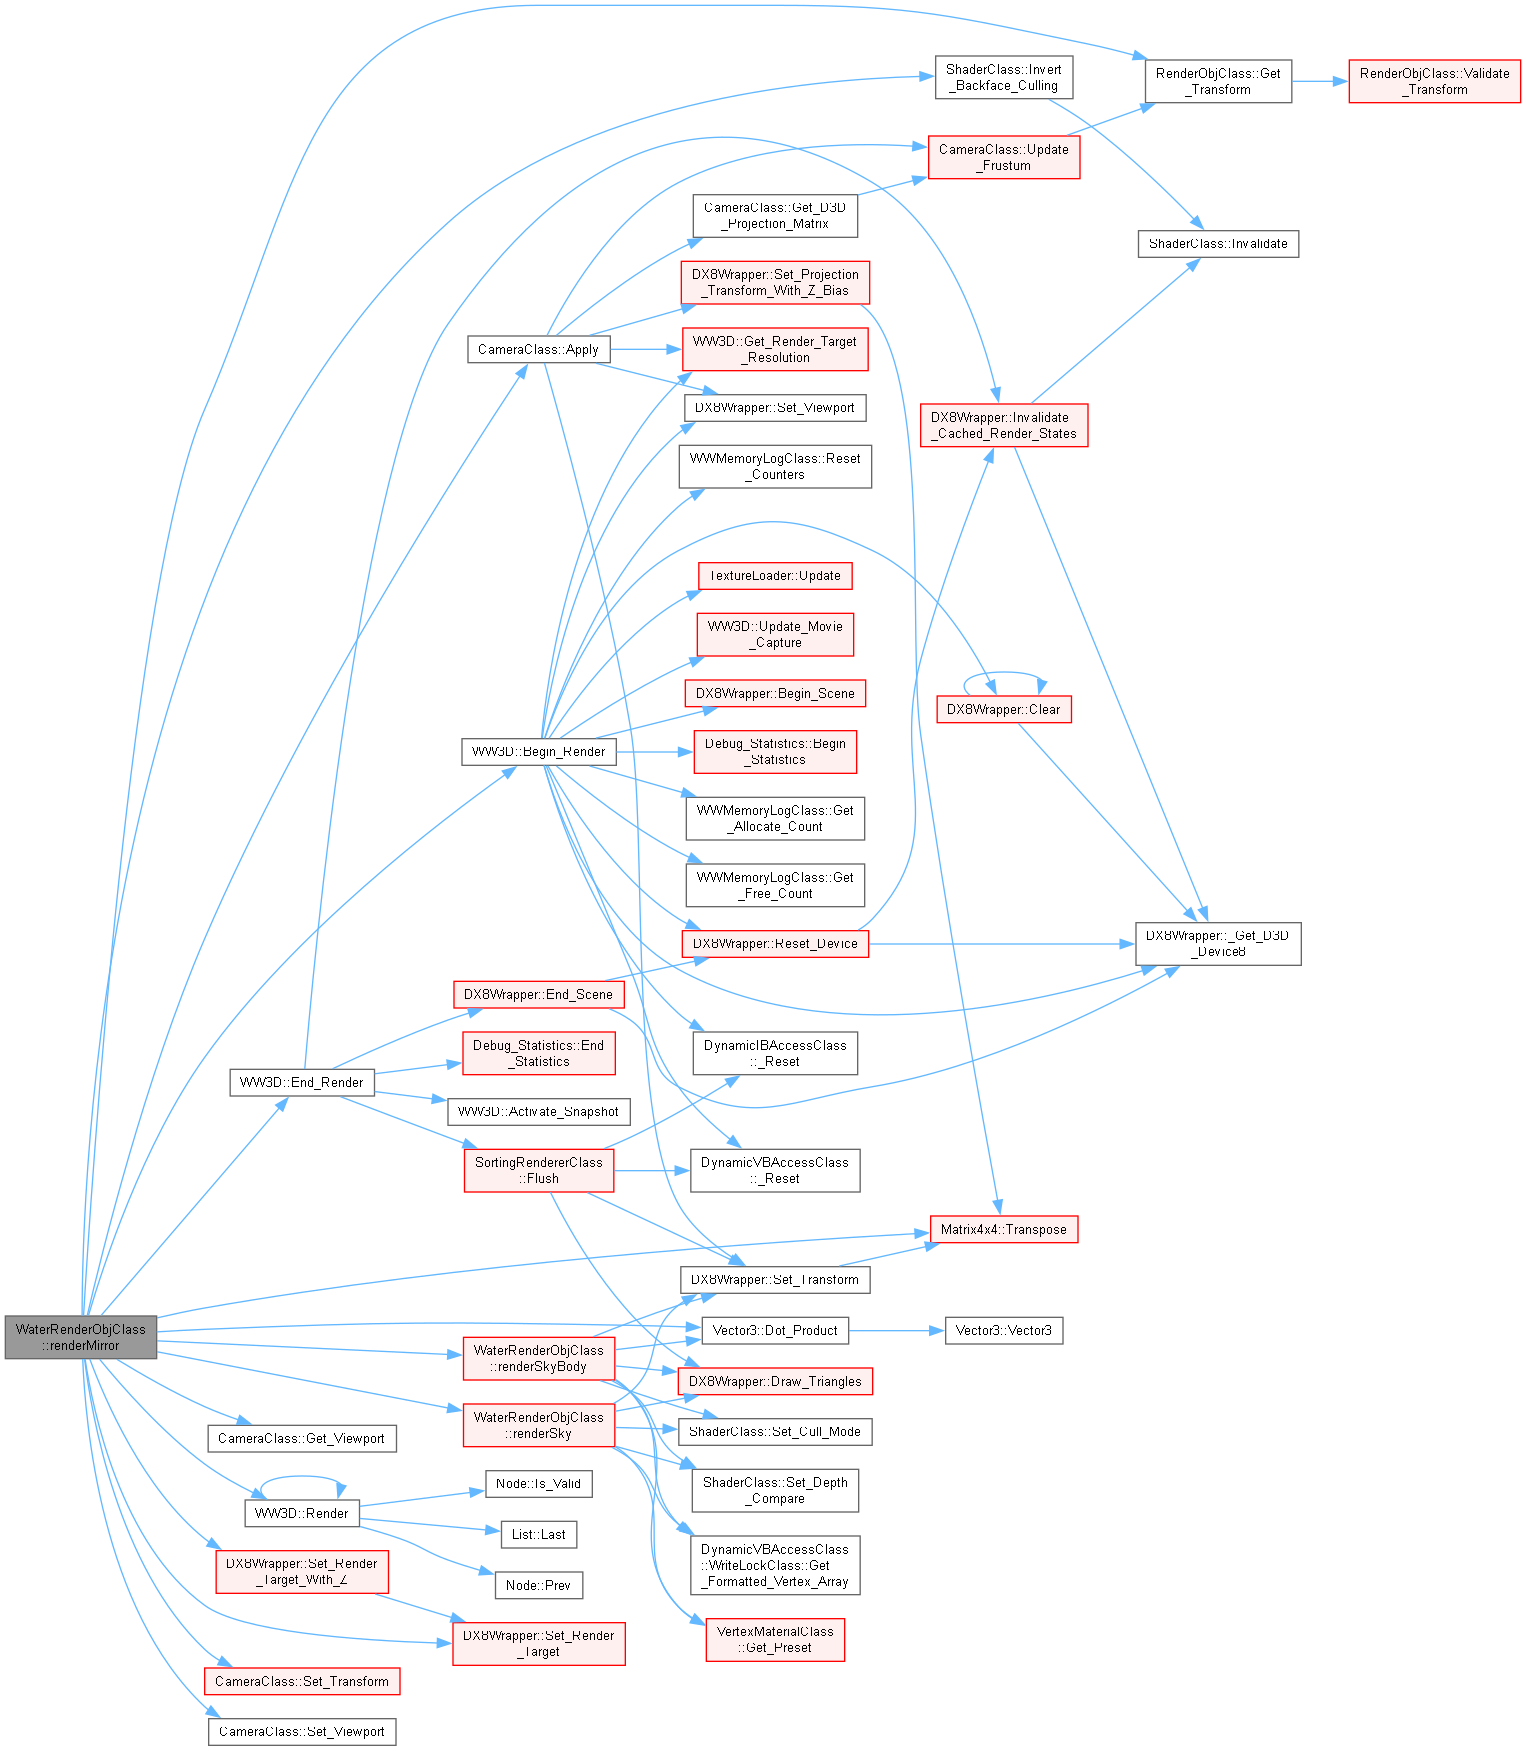 ShaderClass::Invert
_Backface_Culling
RenderObjClass::Get
_Transform
RenderObjClass::Validate
_Transform
CameraClass::Update
_Frustum
CameraClass::Get_D3D
_Projection_Matrix
ShaderClass::Invalidate
DX8Wrapper::Set_Projection
_Transform_With_Z_Bias
CameraClass::Apply
WW3D::Get_Render_Target
_Resolution
DX8Wrapper::Set_Viewport
DX8Wrapper::Invalidate
_Cached_Render_States
WWMemoryLogClass::Reset
_Counters
TextureLoader::Update
WW3D::Update_Movie
_Capture
DX8Wrapper::Begin_Scene
DX8Wrapper::Clear
WW3D::Begin_Render
Debug_Statistics::Begin
_Statistics
WWMemoryLogClass::Get
_Allocate_Count
WWMemoryLogClass::Get
_Free_Count
DX8Wrapper::Reset_Device
DX8Wrapper::_Get_D3D
_Device8
DX8Wrapper::End_Scene
Debug_Statistics::End
_Statistics
DynamicIBAccessClass
::_Reset
WW3D::End_Render
WW3D::Activate_Snapshot
SortingRendererClass
::Flush
DynamicVBAccessClass
::_Reset
Matrix4x4::Transpose
DX8Wrapper::Set_Transform
WaterRenderObjClass
::renderMirror
Vector3::Dot_Product
Vector3::Vector3
WaterRenderObjClass
::renderSkyBody
DX8Wrapper::Draw_Triangles
WaterRenderObjClass
::renderSky
ShaderClass::Set_Cull_Mode
CameraClass::Get_Viewport
Node::Is_Valid
ShaderClass::Set_Depth
_Compare
WW3D::Render
List::Last
DynamicVBAccessClass
::WriteLockClass::Get
_Formatted_Vertex_Array
DX8Wrapper::Set_Render
_Target_With_Z
Node::Prev
DX8Wrapper::Set_Render
_Target
VertexMaterialClass
::Get_Preset
CameraClass::Set_Transform
CameraClass::Set_Viewport